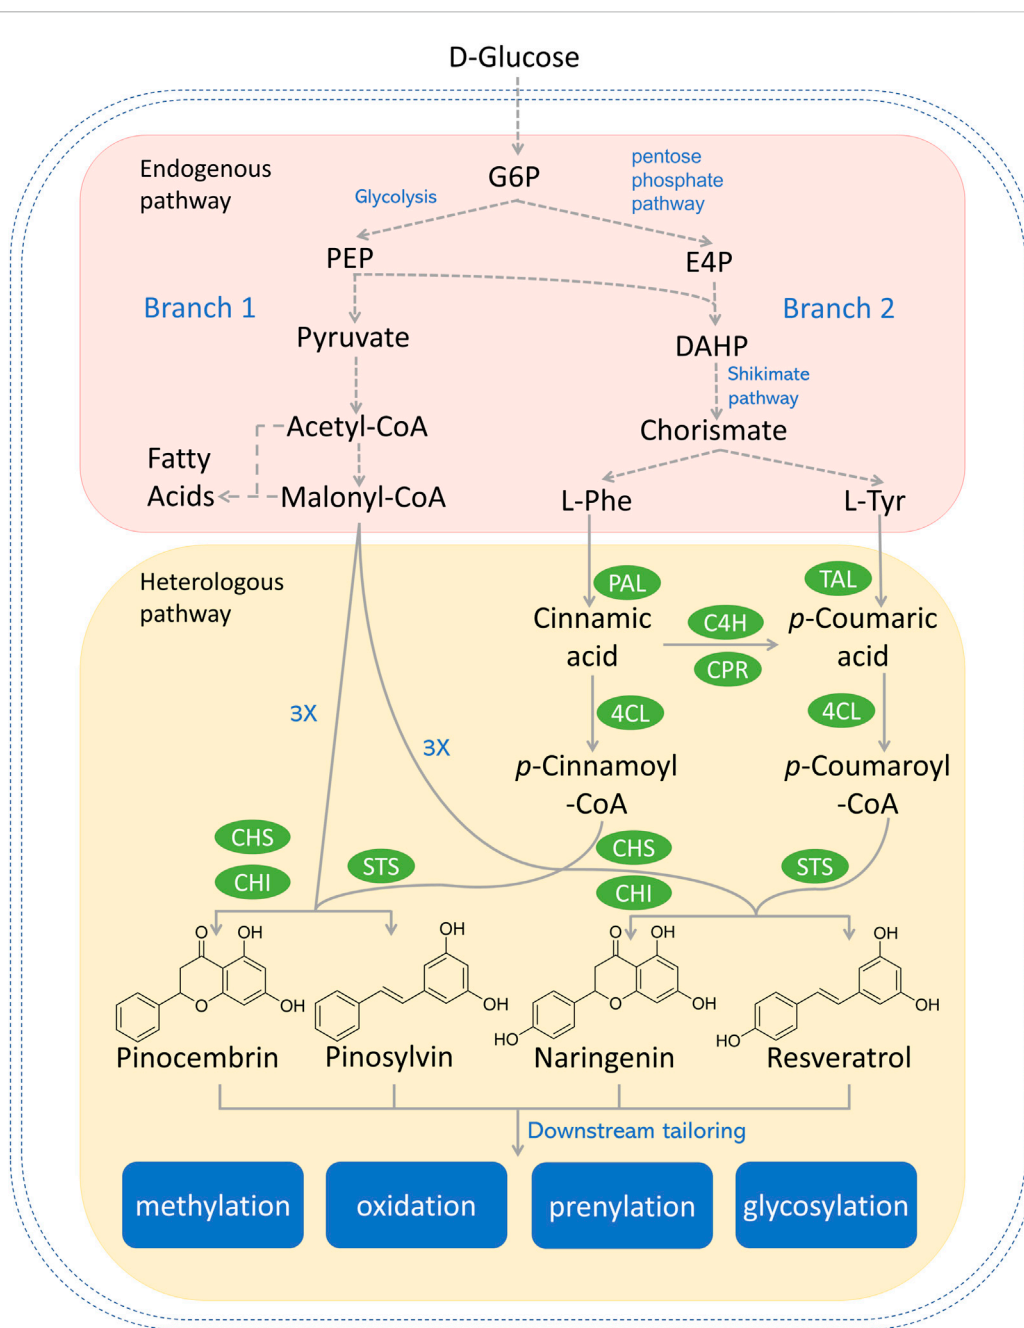 D-Glucose
Endogenous
pathway
G6P
Glycolysis
pentose
phosphate
pathway
PEP
E4P
Branch 1
Branch 2
Pyruvate
DAHP
Shikimate
pathway
Acetyl-CoA
Chorismate
Fatty
Acids
Malonyl-CoA
L-Phe
L-Tyr
Heterologous
pathway
PAL
TAL
Cinnamic
acid
C4H
CPR
p-Coumaric
acid
4CL
4CL
3X
3X
p-Cinnamoyl
-CoA
p-Coumaroyl
-CoA
CHS
CHI
STS
CHS
CHI
STS
O
OH
O
OH
OH
OH
O
OH
O
OH
HO
OH
OH
HO
Pinocembrin
Pinosylvin
Naringenin
Resveratrol
Downstream tailoring
methylation
oxidation
prenylation
glycosylation